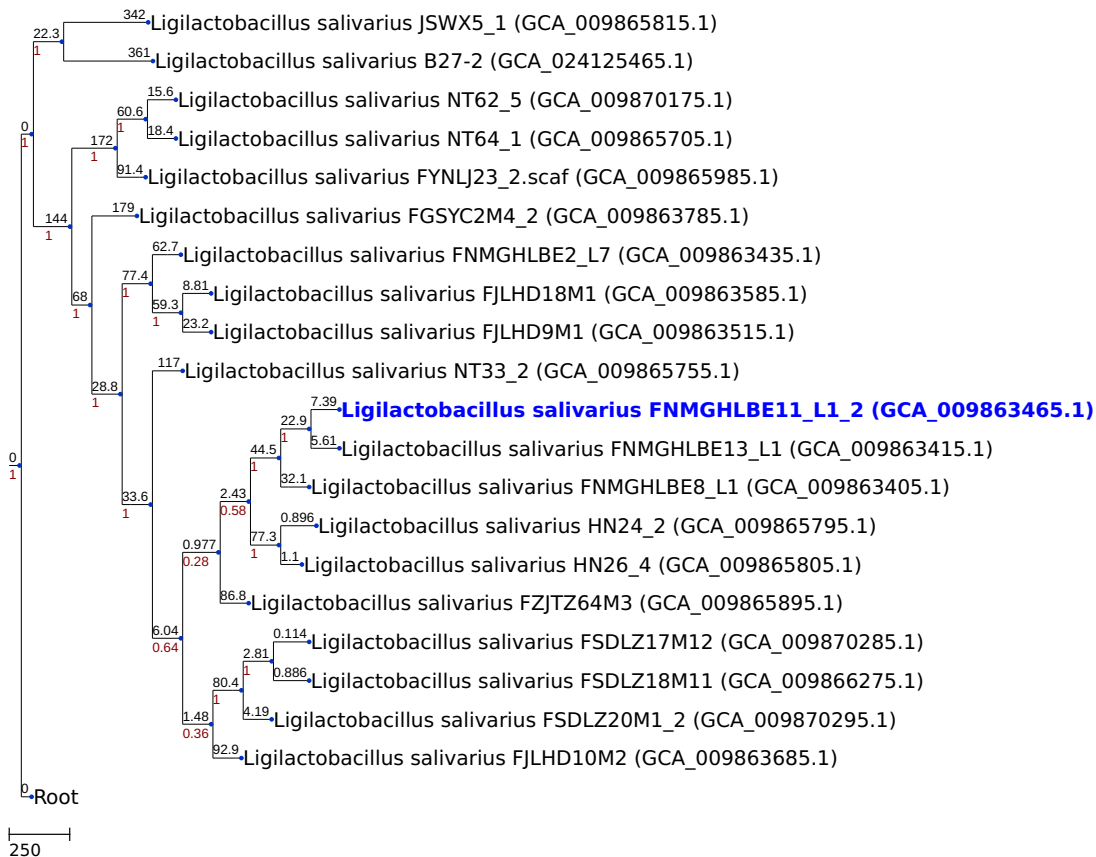 342
Ligilactobacillus salivarius JSWX5_1 (GCA_009865815.1)
22.3
1
361
Ligilactobacillus salivarius B27-2 (GCA_024125465.1)
15.6
Ligilactobacillus salivarius NT62_5 (GCA_009870175.1)
60.6
1
0
1
18.4
Ligilactobacillus salivarius NT64_1 (GCA_009865705.1)
172
1
91.4
Ligilactobacillus salivarius FYNLJ23_2.scaf (GCA_009865985.1)
179
Ligilactobacillus salivarius FGSYC2M4_2 (GCA_009863785.1)
144
1
62.7
Ligilactobacillus salivarius FNMGHLBE2_L7 (GCA_009863435.1)
77.4
1
8.81
Ligilactobacillus salivarius FJLHD18M1 (GCA_009863585.1)
68
1
59.3
1
23.2
Ligilactobacillus salivarius FJLHD9M1 (GCA_009863515.1)
117
Ligilactobacillus salivarius NT33_2 (GCA_009865755.1)
28.8
1
7.39
Ligilactobacillus salivarius FNMGHLBE11_L1_2 (GCA_009863465.1)
22.9
1
5.61
Ligilactobacillus salivarius FNMGHLBE13_L1 (GCA_009863415.1)
44.5
1
0
1
32.1
Ligilactobacillus salivarius FNMGHLBE8_L1 (GCA_009863405.1)
33.6
1
2.43
0.58
0.896
Ligilactobacillus salivarius HN24_2 (GCA_009865795.1)
77.3
1
0.977
0.28
1.1
Ligilactobacillus salivarius HN26_4 (GCA_009865805.1)
86.8
Ligilactobacillus salivarius FZJTZ64M3 (GCA_009865895.1)
6.04
0.64
0.114
Ligilactobacillus salivarius FSDLZ17M12 (GCA_009870285.1)
2.81
1
0.886
Ligilactobacillus salivarius FSDLZ18M11 (GCA_009866275.1)
80.4
1
4.19
Ligilactobacillus salivarius FSDLZ20M1_2 (GCA_009870295.1)
1.48
0.36
92.9
Ligilactobacillus salivarius FJLHD10M2 (GCA_009863685.1)
0
Root
250